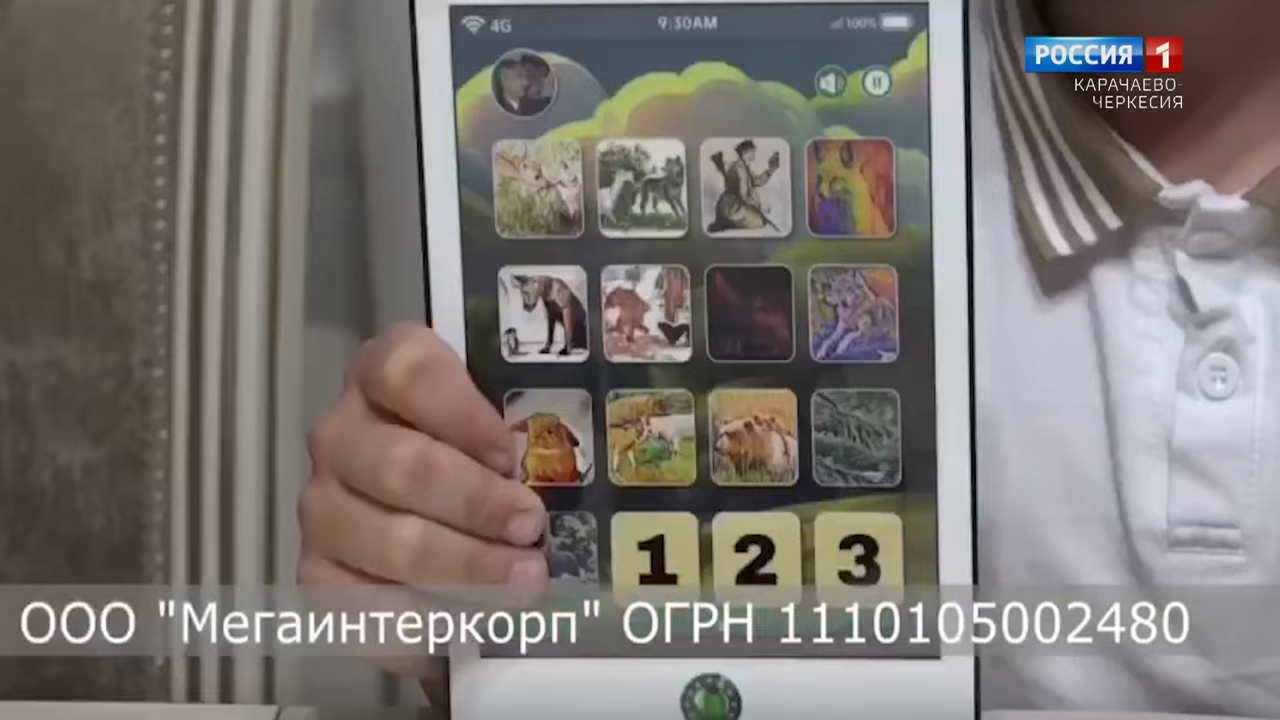 4G
9:30AM
100%
РОССИЯ 1
КАРАЧАЕВО-
ЧЕРКЕСИЯ
1 2 3
ООО "Мегаинтеркорп" ОГРН 1110105002480